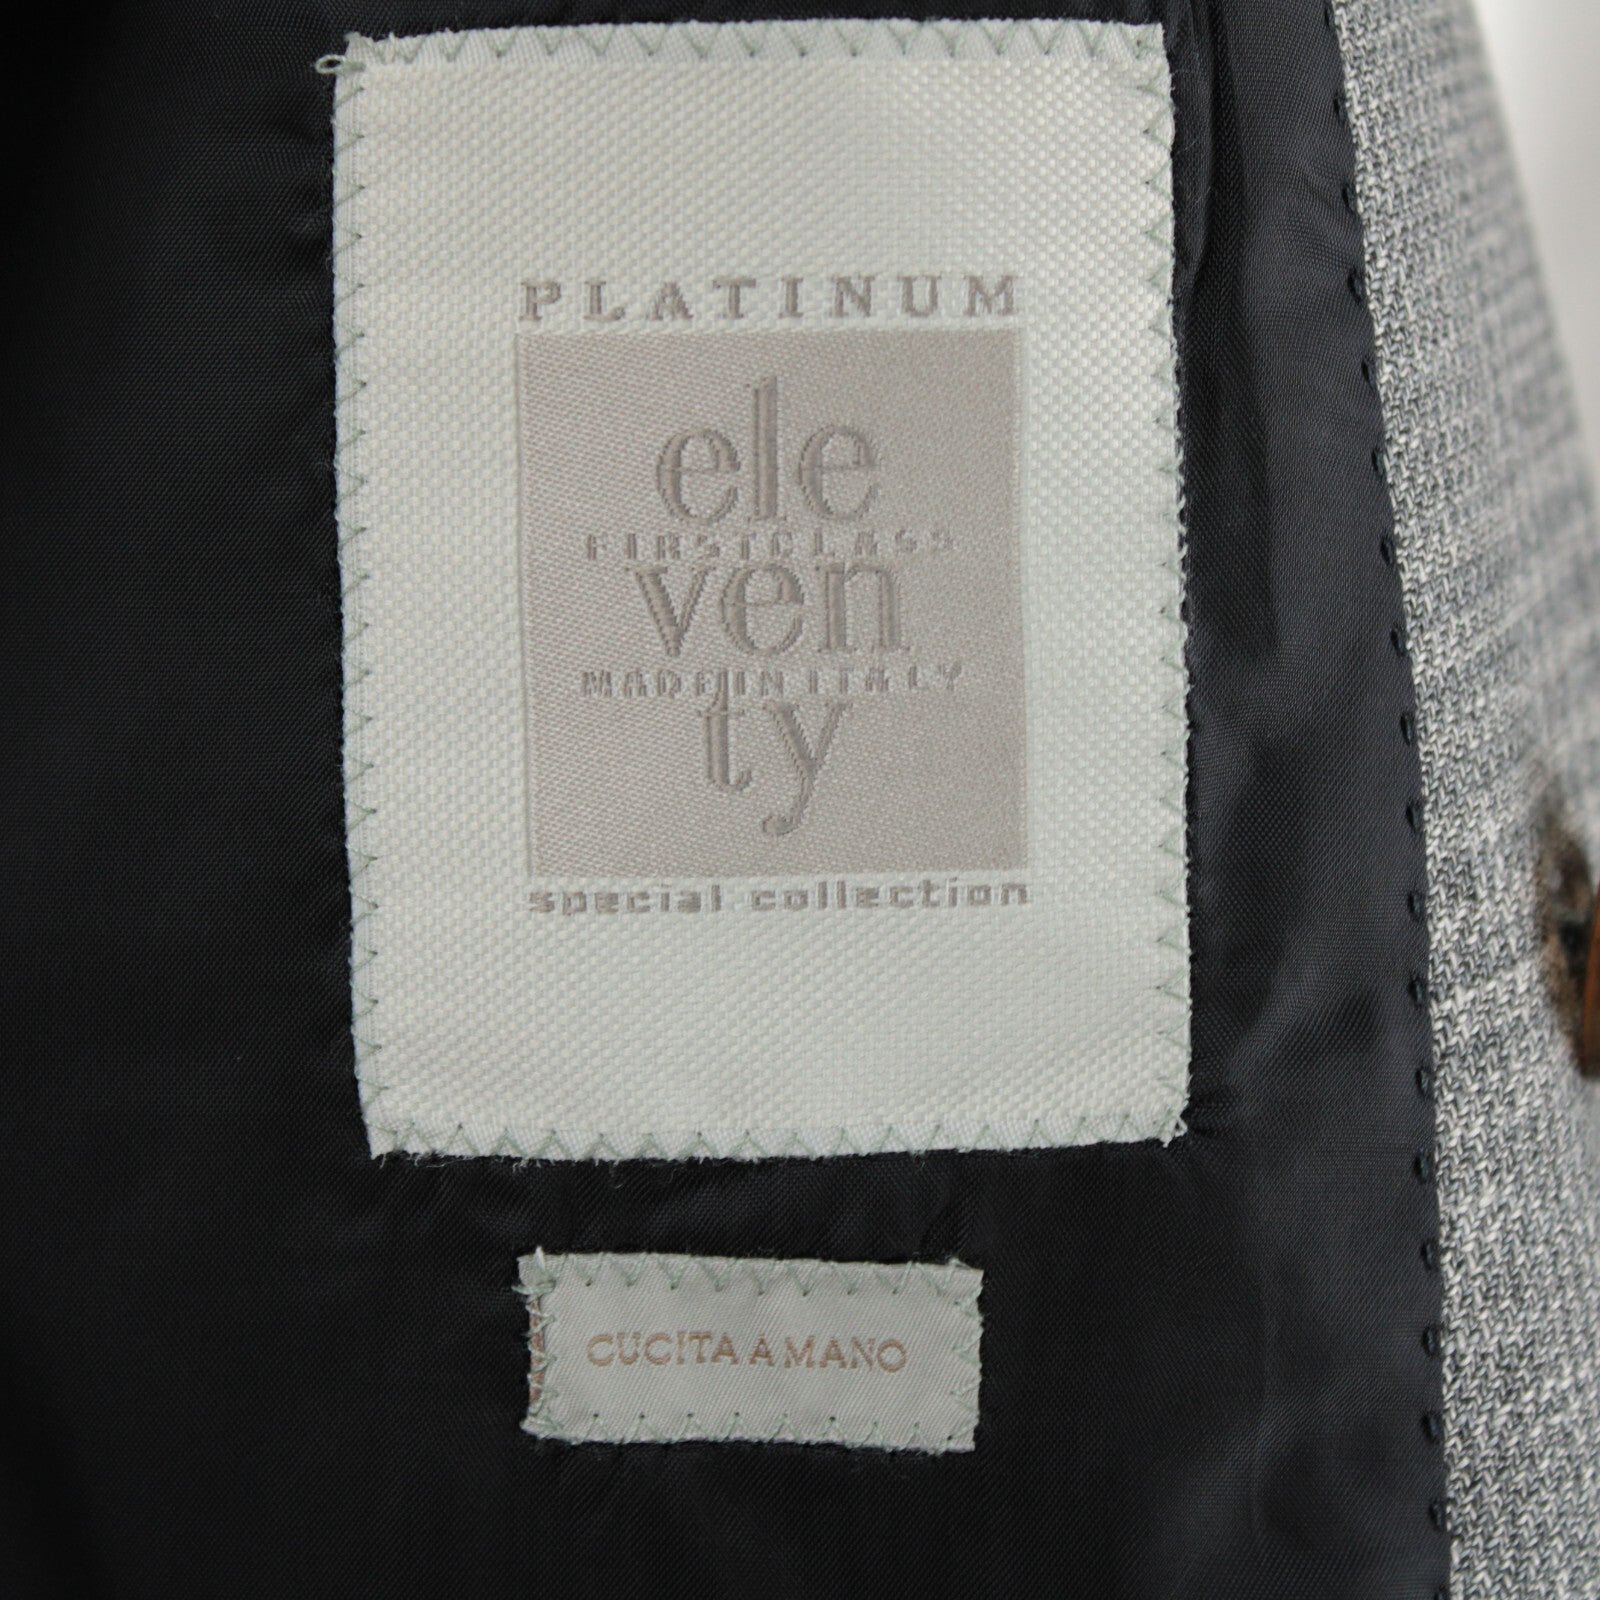 PLATINUM
ele
FIRSTCLASS
ven
MADE IN ITALY
ty
special collection
CUCITA A MANO